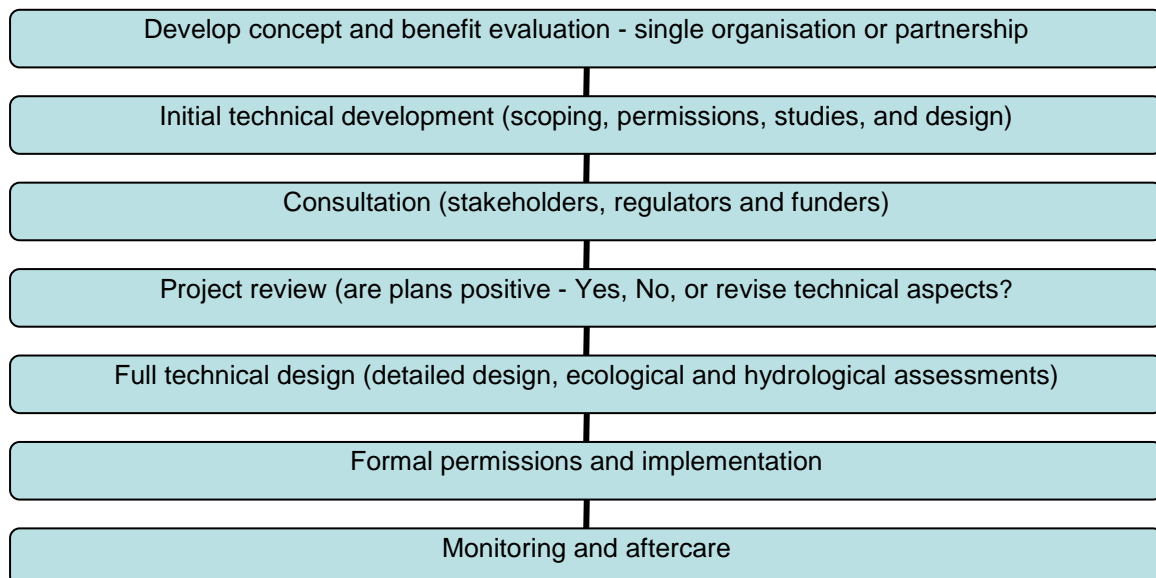 Develop concept and benefit evaluation - single organisation or partnership
Initial technical development (scoping, permissions, studies, and design)
Consultation (stakeholders, regulators and funders)
Project review (are plans positive - Yes, No, or revise technical aspects?
Full technical design (detailed design, ecological and hydrological assessments)
Formal permissions and implementation
Monitoring and aftercare